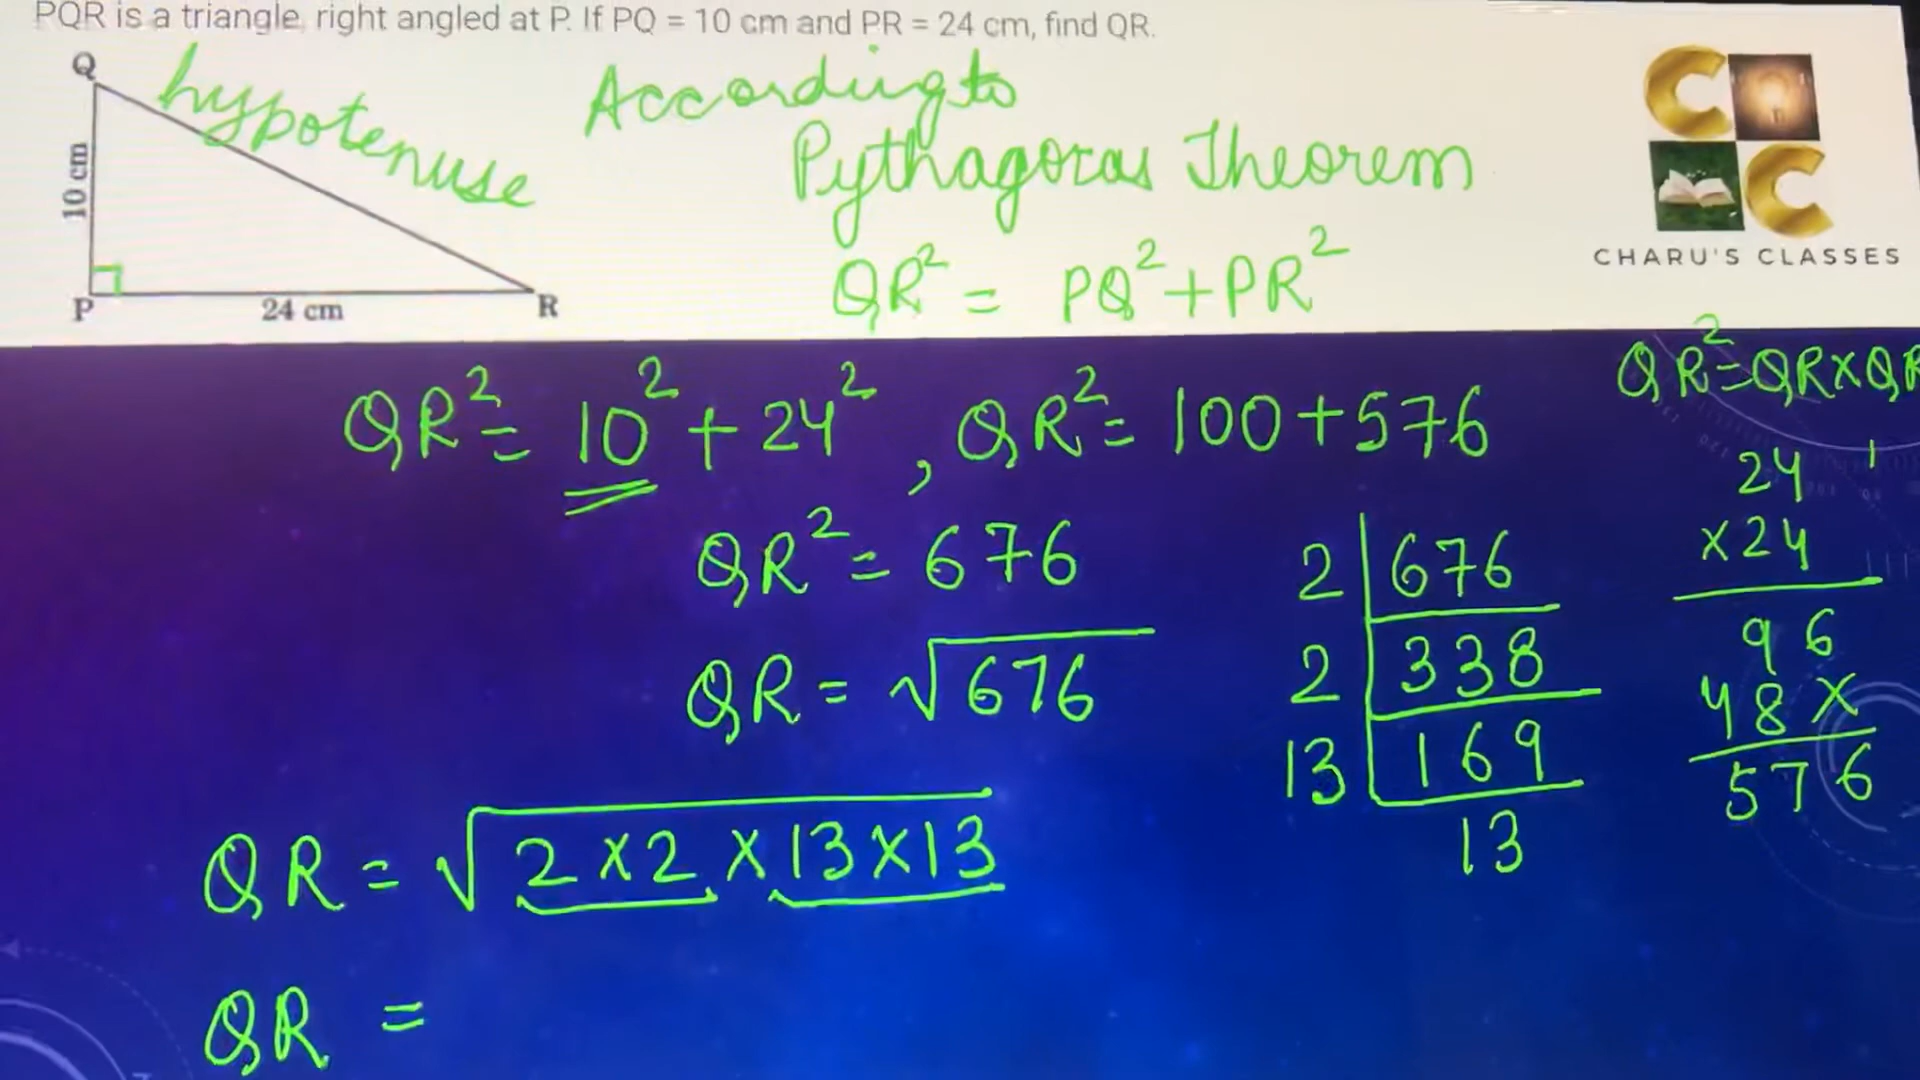 PQR is a triangle, right angled at P. If PQ = 10 cm and PR = 24 cm, find QR.
Q
hypotenuse
10 cm
P
24 cm
R
According to
Pythagoras Theorem
QR² = PQ² + PR²
C
C
CHARU'S CLASSES
QR² = 10² + 24² , QR² = 100 + 576
QR² = 676
QR = √676
QR = √2 × 2 × 13 × 13
QR =
2 | 676
2 | 338
13 | 169
13
QR² = QR × QR
1
24
× 24
96
48 ×
576